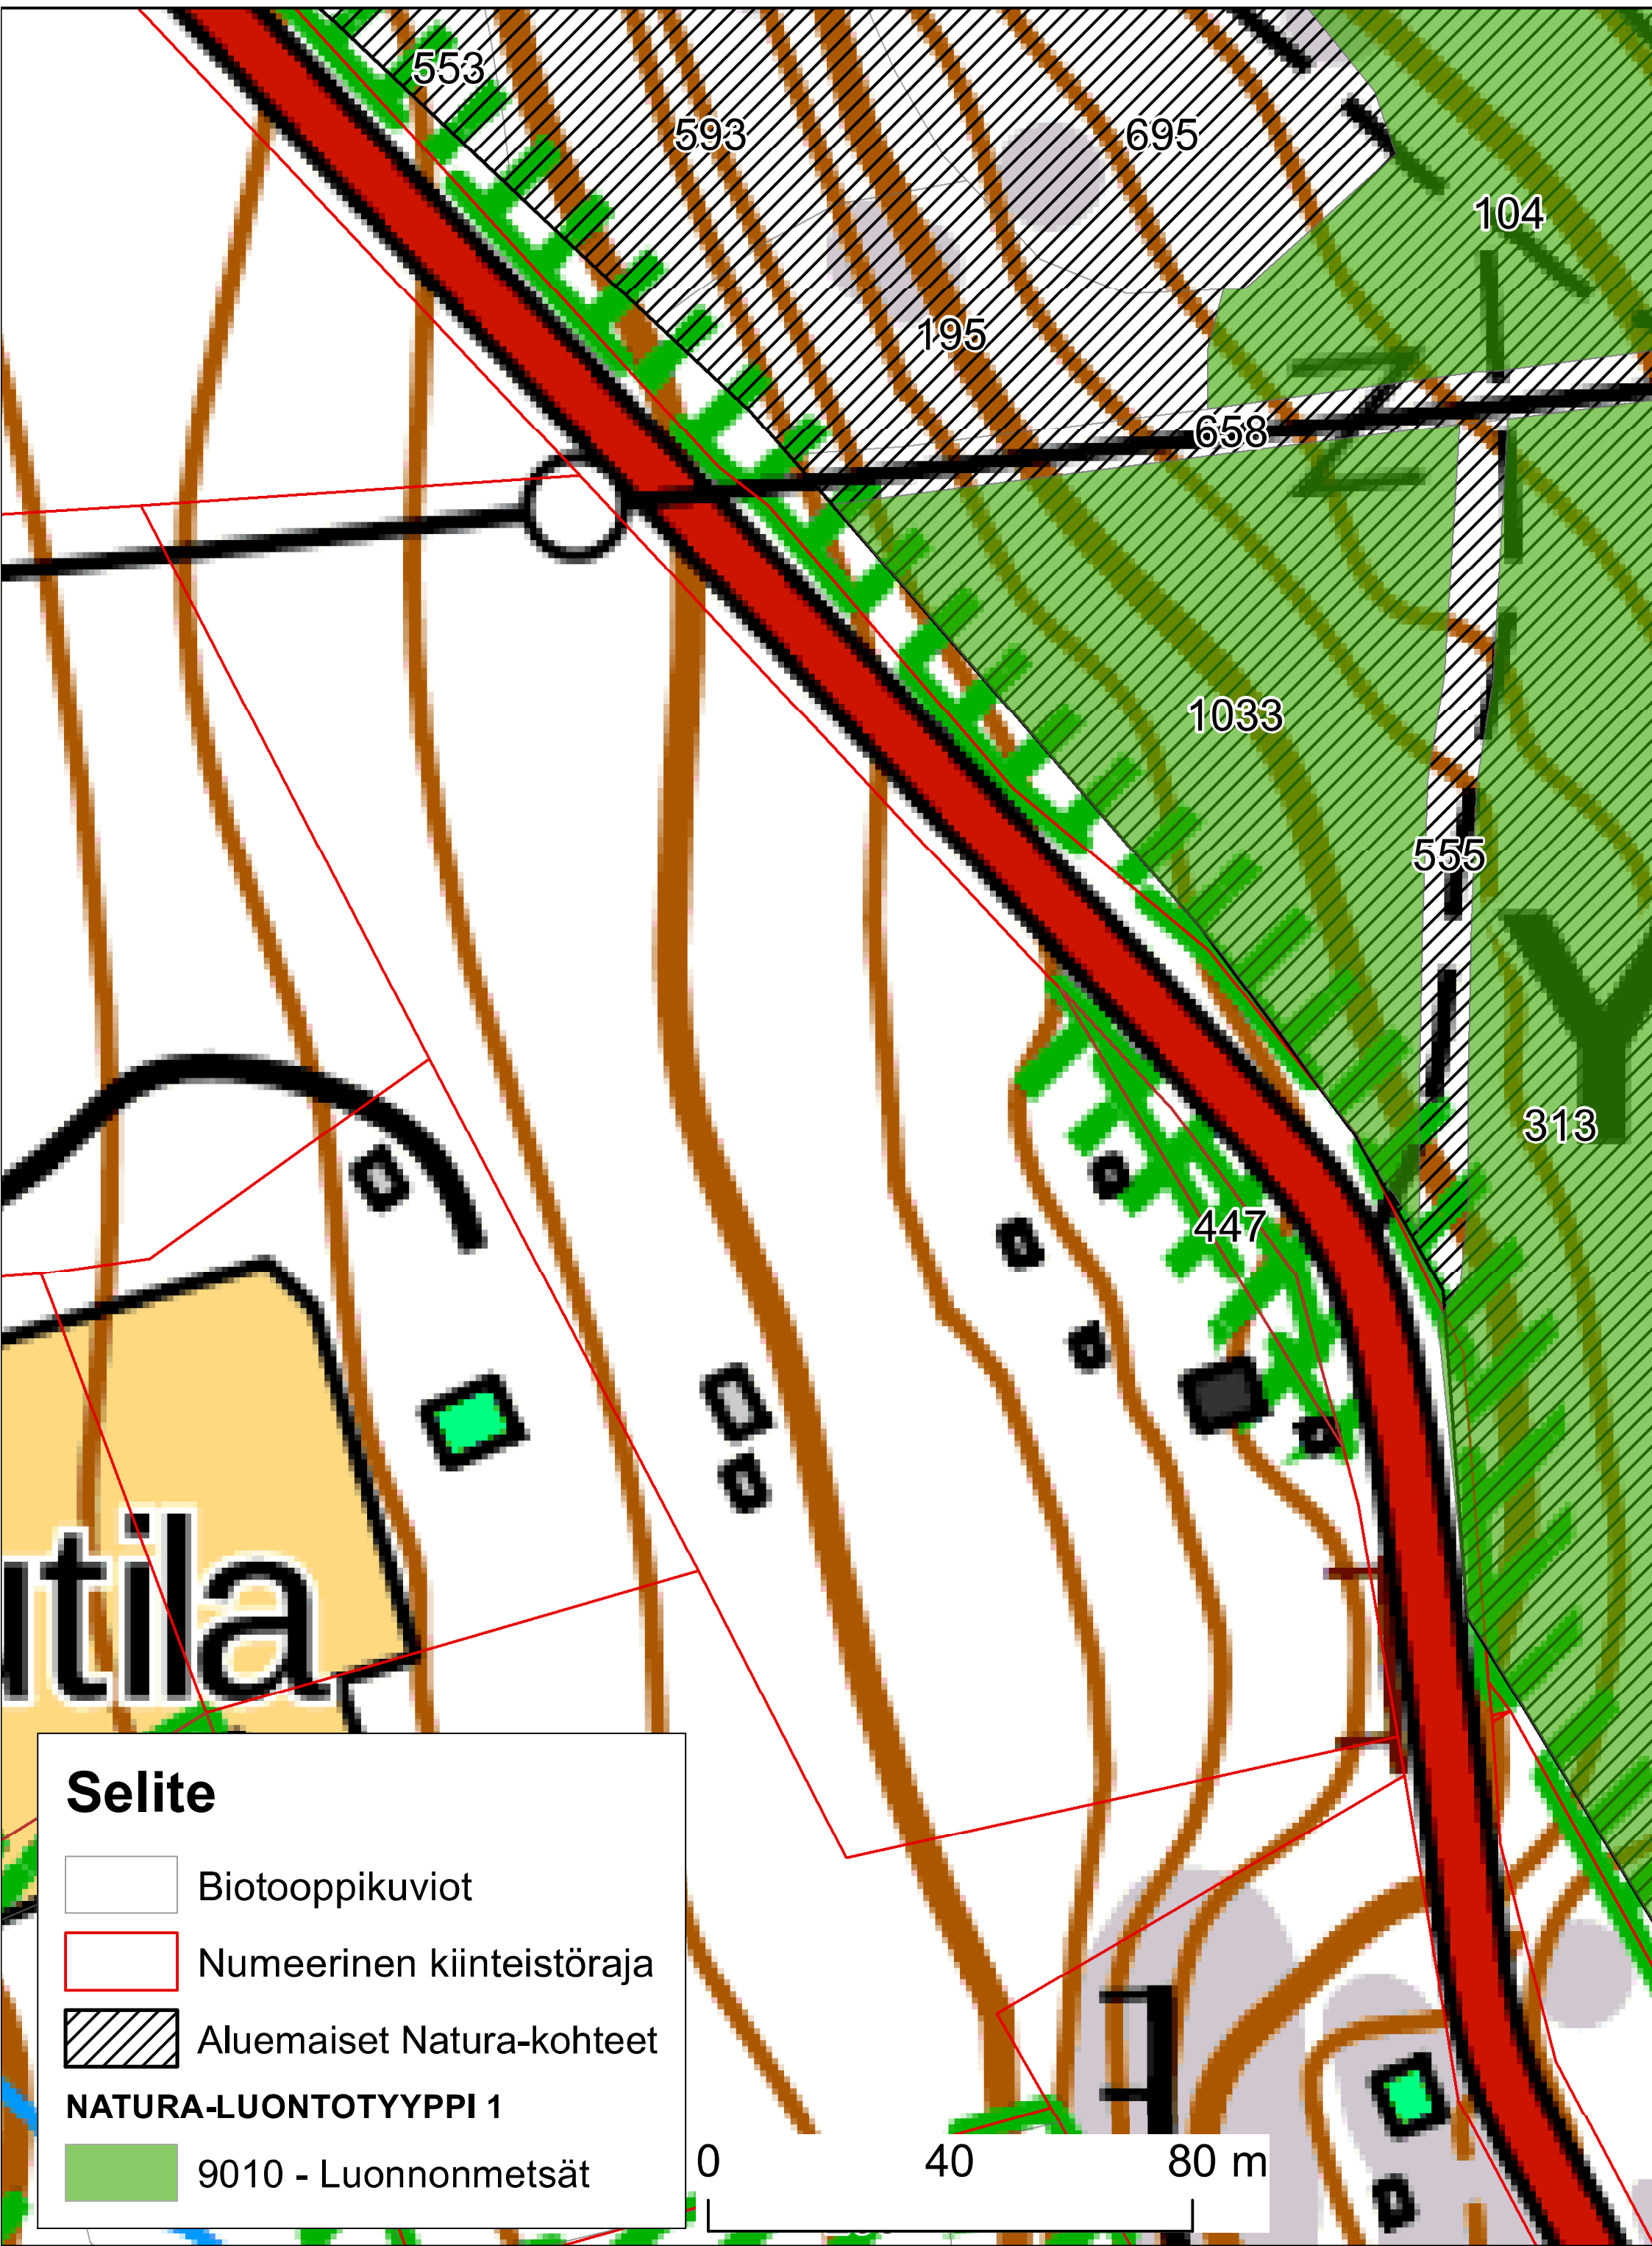 553
593
695
104
195
658
1033
555
313
447
utila
Selite
Biotooppikuviot
Numeerinen kiinteistöraja
Aluemaiset Natura-kohteet
NATURA-LUONTOTYYPPI 1
9010 - Luonnonmetsät
0 40 80 m
Y